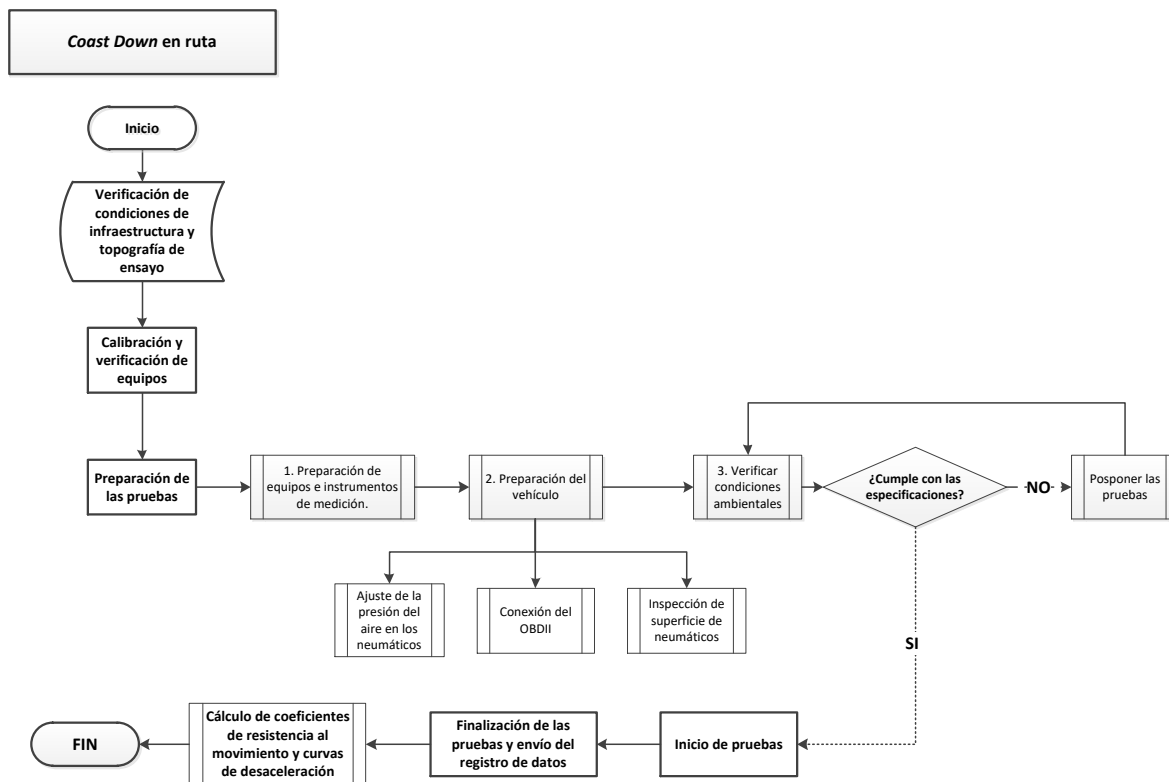 Coast Down en ruta
Inicio
Verificación de
condiciones de
infraestructura y
topografía de
ensayo
Calibración y
verificación de
equipos
Preparación de
las pruebas
1. Preparación de
equipos e instrumentos
de medición.
2. Preparación del
vehículo
3. Verificar
condiciones
ambientales
¿Cumple con las
especificaciones?
NO
Posponer las
pruebas
Ajuste de la
presión del
aire en los
neumáticos
Conexión del
OBDII
Inspección de
superficie de
neumáticos
SI
Inicio de pruebas
Finalización de las
pruebas y envío del
registro de datos
Cálculo de coeficientes
de resistencia al
movimiento y curvas
de desaceleración
FIN